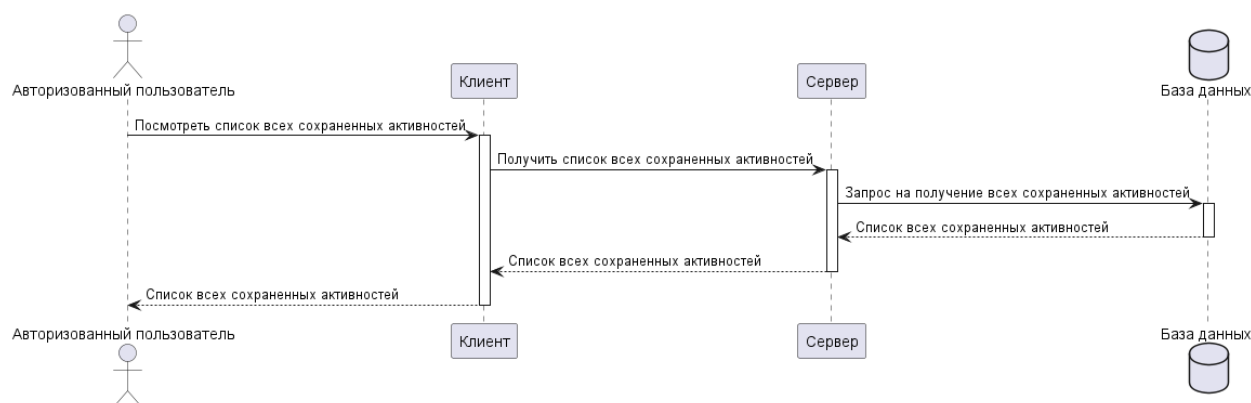 Авторизованный пользователь
Клиент
Сервер
База данных
Посмотреть список всех сохраненных активностей
Получить список всех сохраненных активностей
Запрос на получение всех сохраненных активностей
Список всех сохраненных активностей
Список всех сохраненных активностей
Список всех сохраненных активностей
Авторизованный пользователь
Клиент
Сервер
База данных